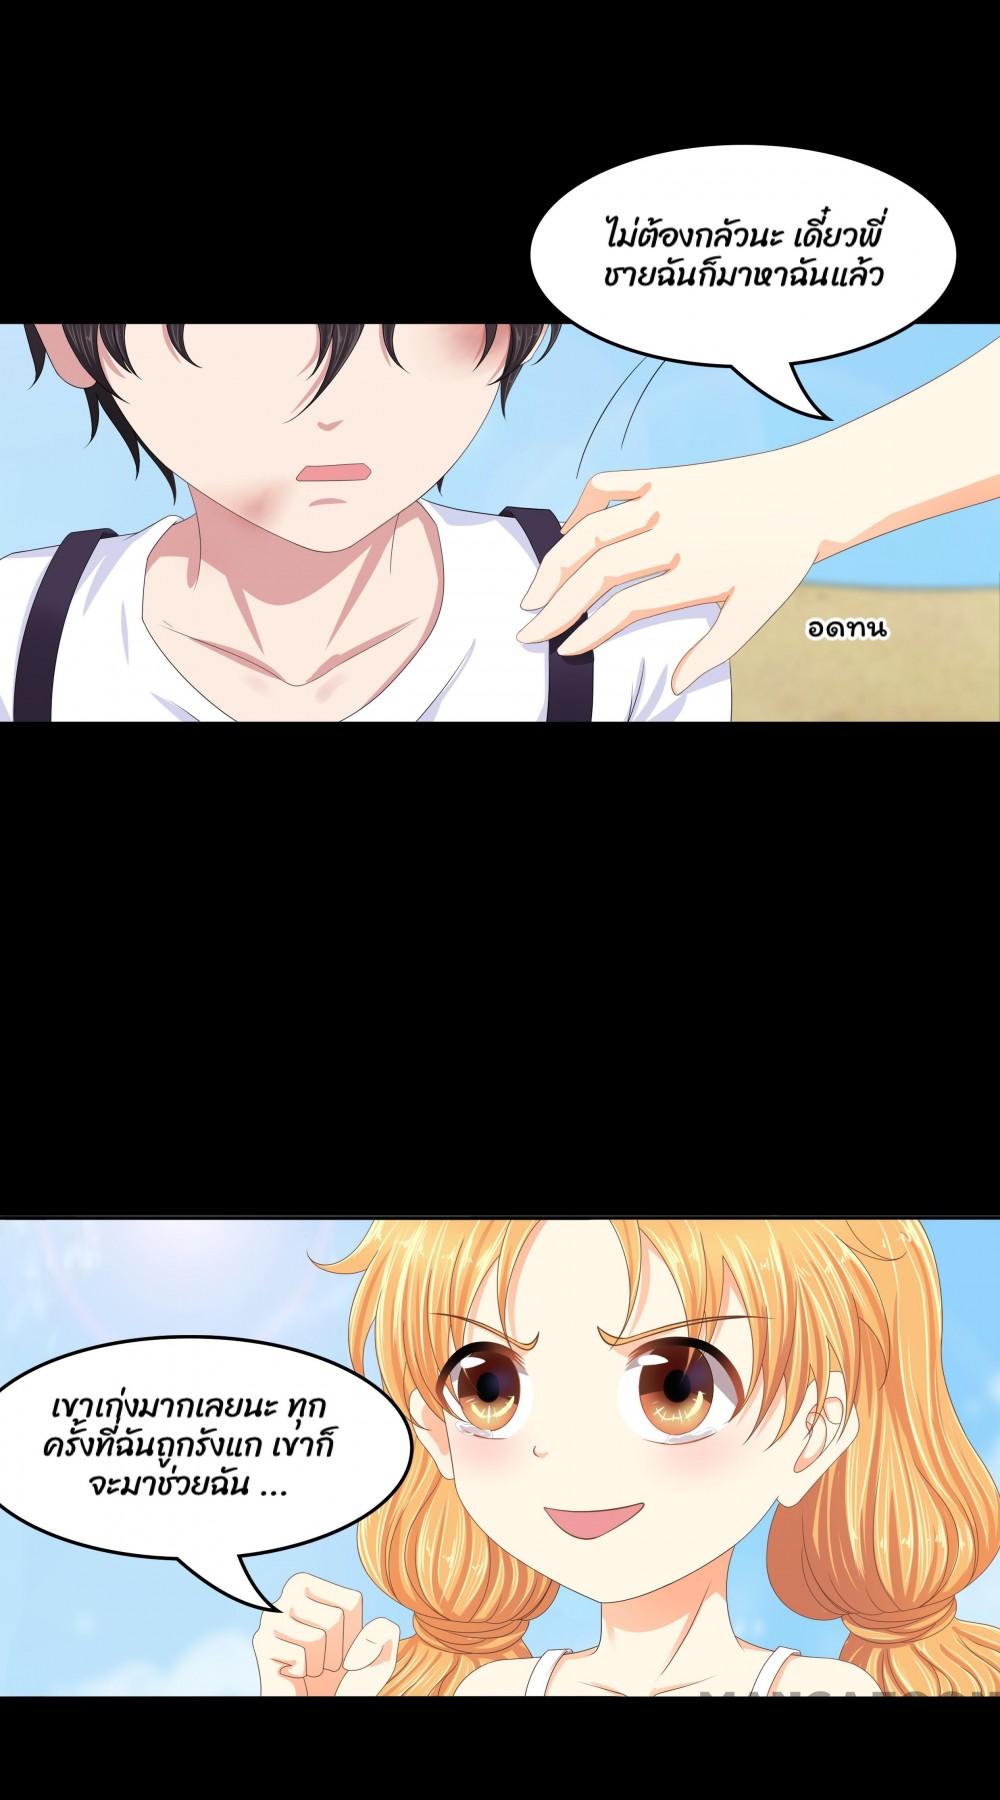 ไม่ต้องกลัวนะ เดี๋ยวพี่
ชายฉันก็มาหาฉันแล้ว
อดทน
เขาเก่งมากเลยนะ ทุก
ครั้งที่ฉันถูกรังแก เขาก็
จะมาช่วยฉัน ...